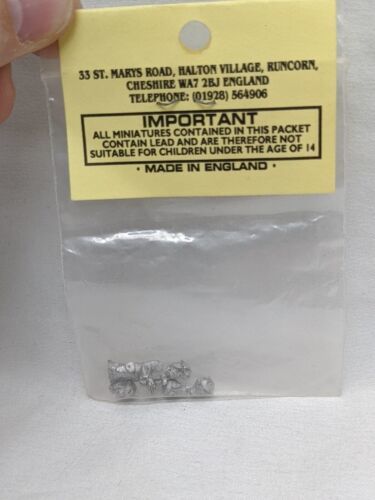 33 ST. MARYS ROAD, HALTON VILLAGE, RUNCORN,
CHESHIRE WA7 2BJ ENGLAND
TELEPHONE: (01928) 564906
IMPORTANT
ALL MINIATURES CONTAINED IN THIS PACKET
CONTAIN LEAD AND ARE THEREFORE NOT
SUITABLE FOR CHILDREN UNDER THE AGE OF 14
· MADE IN ENGLAND ·